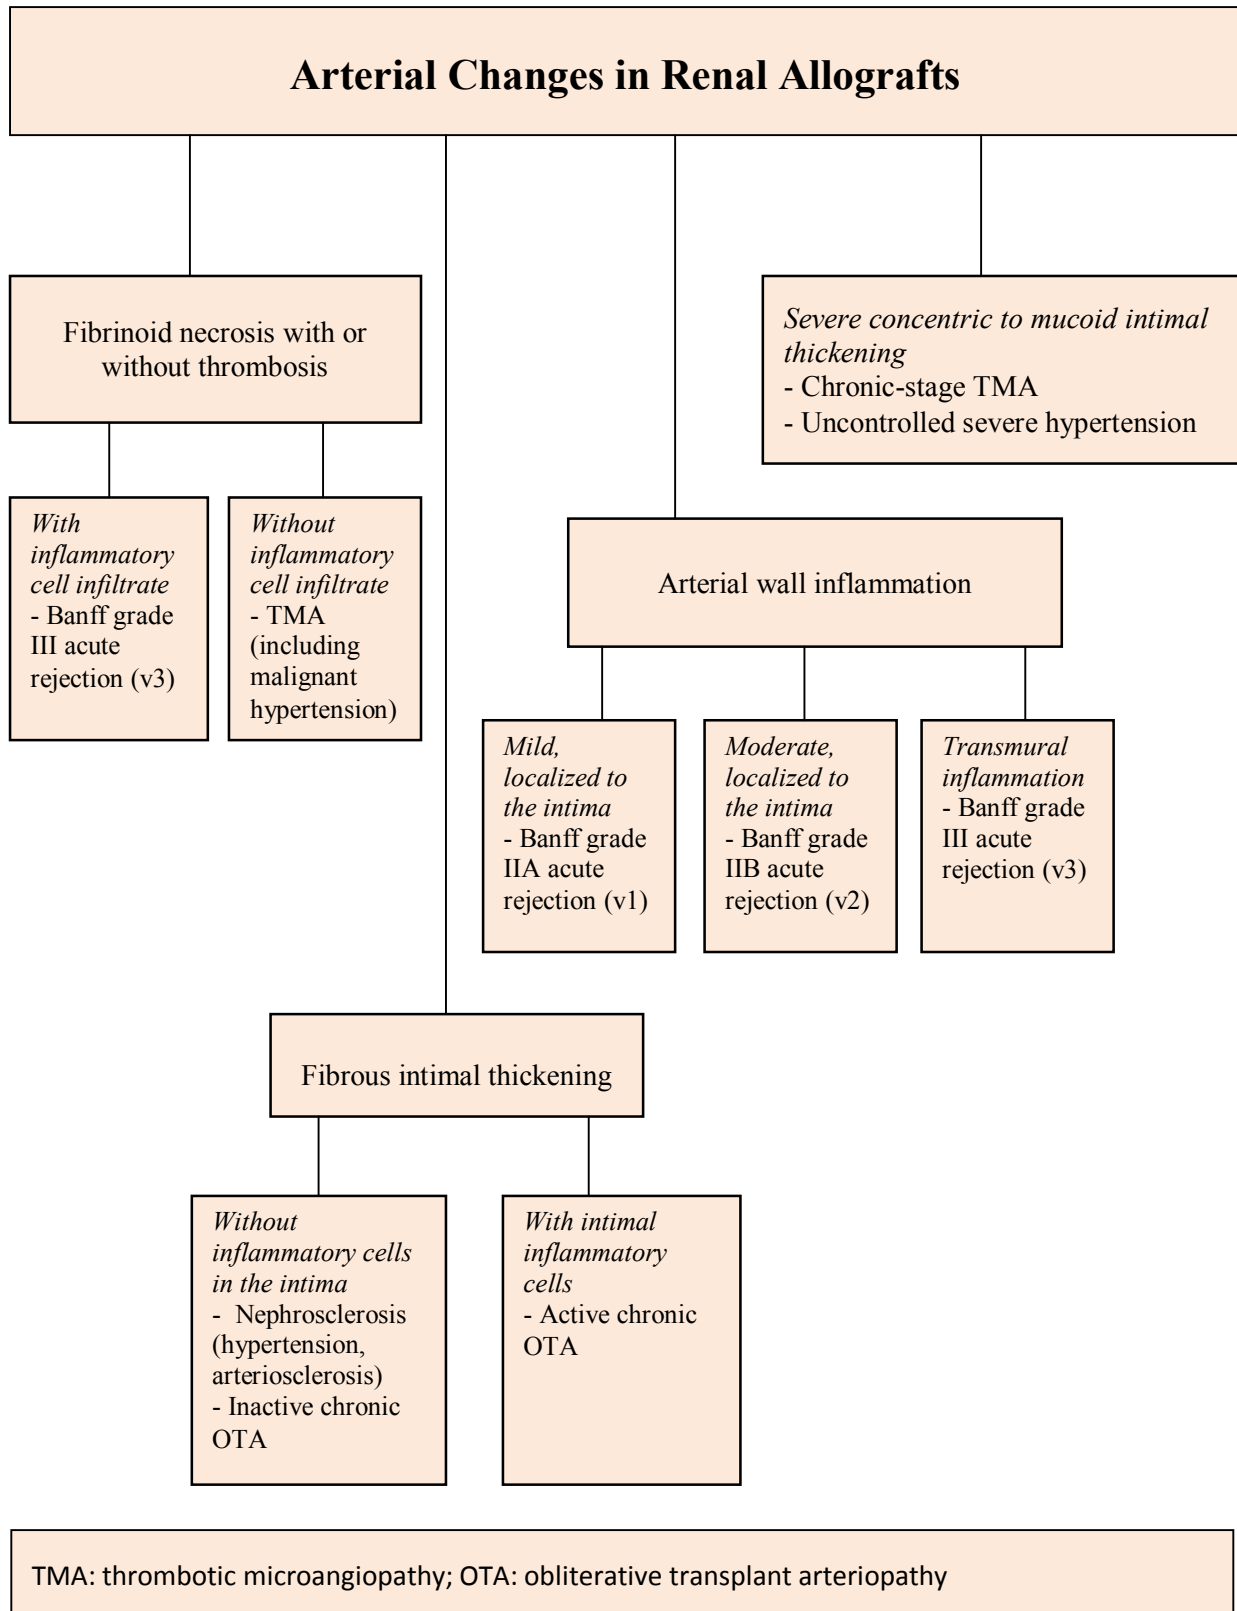 Arterial Changes in Renal Allografts
Fibrinoid necrosis with or
without thrombosis
With
inflammatory
cell infiltrate
- Banff grade
III acute
rejection (v3)
Without
inflammatory
cell infiltrate
- TMA
(including
malignant
hypertension)
Severe concentric to mucoid intimal
thickening
- Chronic-stage TMA
- Uncontrolled severe hypertension
Arterial wall inflammation
Mild,
localized to
the intima
- Banff grade
IIA acute
rejection (v1)
Moderate,
localized to
the intima
- Banff grade
IIB acute
rejection (v2)
Transmural
inflammation
- Banff grade
III acute
rejection (v3)
Fibrous intimal thickening
Without
inflammatory cells
in the intima
- Nephrosclerosis
(hypertension,
arteriosclerosis)
- Inactive chronic
OTA
With intimal
inflammatory
cells
- Active chronic
OTA
TMA: thrombotic microangiopathy; OTA: obliterative transplant arteriopathy